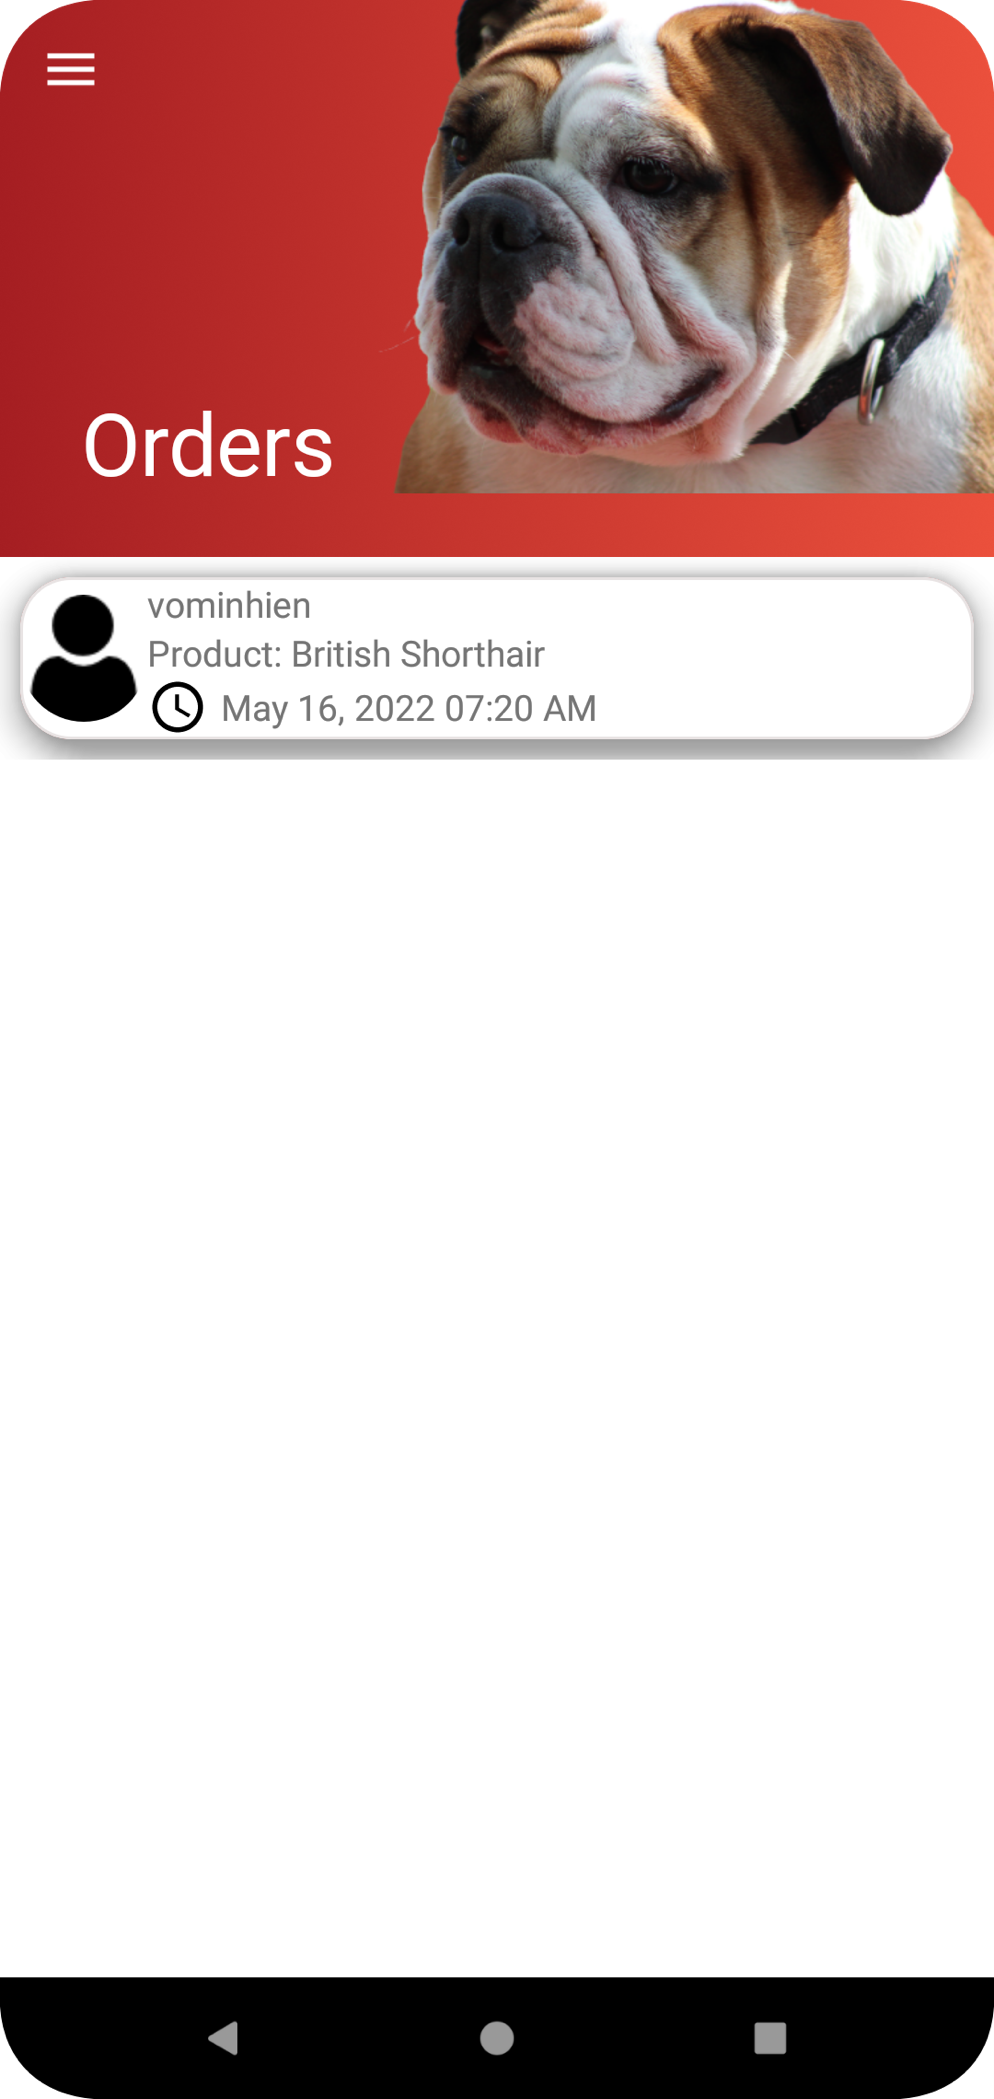 Orders
vominhien
Product: British Shorthair
May 16, 2022 07:20 AM